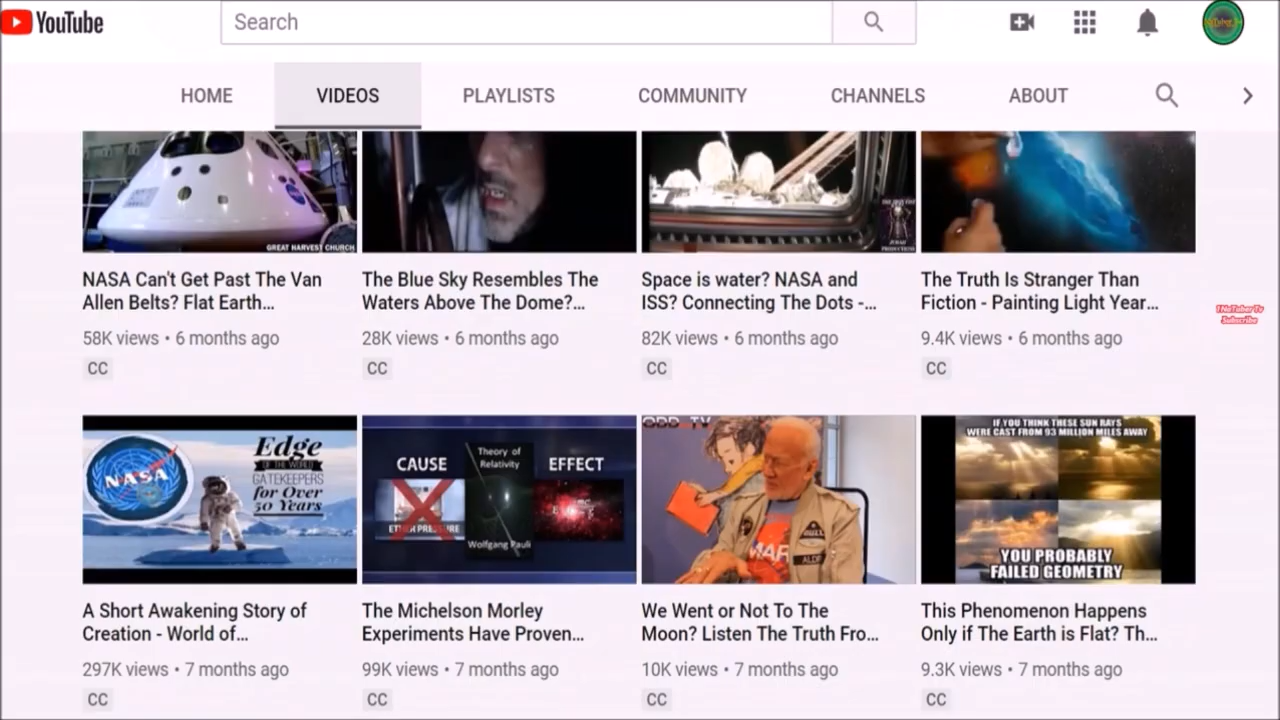 YouTube
Search
HOME
VIDEOS
PLAYLISTS
COMMUNITY
CHANNELS
ABOUT
GREAT HARVEST CHURCH
NASA Can't Get Past The Van
Allen Belts? Flat Earth...
58K views • 6 months ago
CC
The Blue Sky Resembles The
Waters Above The Dome?...
28K views • 6 months ago
CC
Space is water? NASA and
ISS? Connecting The Dots -...
82K views • 6 months ago
CC
The Truth Is Stranger Than
Fiction - Painting Light Year...
9.4K views • 6 months ago
CC
TNaTuber Tv
Subscribe
NASA
Edge
OF THE WORLD
GATEKEEPERS
for Over
50 Years
A Short Awakening Story of
Creation - World of...
297K views • 7 months ago
CC
CAUSE
Theory of
Relativity
EFFECT
Wolfgang Pauli
The Michelson Morley
Experiments Have Proven...
99K views • 7 months ago
CC
ODD TV
MAR
We Went or Not To The
Moon? Listen The Truth Fro...
10K views • 7 months ago
CC
IF YOU THINK THESE SUN RAYS
WERE CAST FROM 93 MILLION MILES AWAY
YOU PROBABLY
FAILED GEOMETRY
This Phenomenon Happens
Only if The Earth is Flat? Th...
9.3K views • 7 months ago
CC